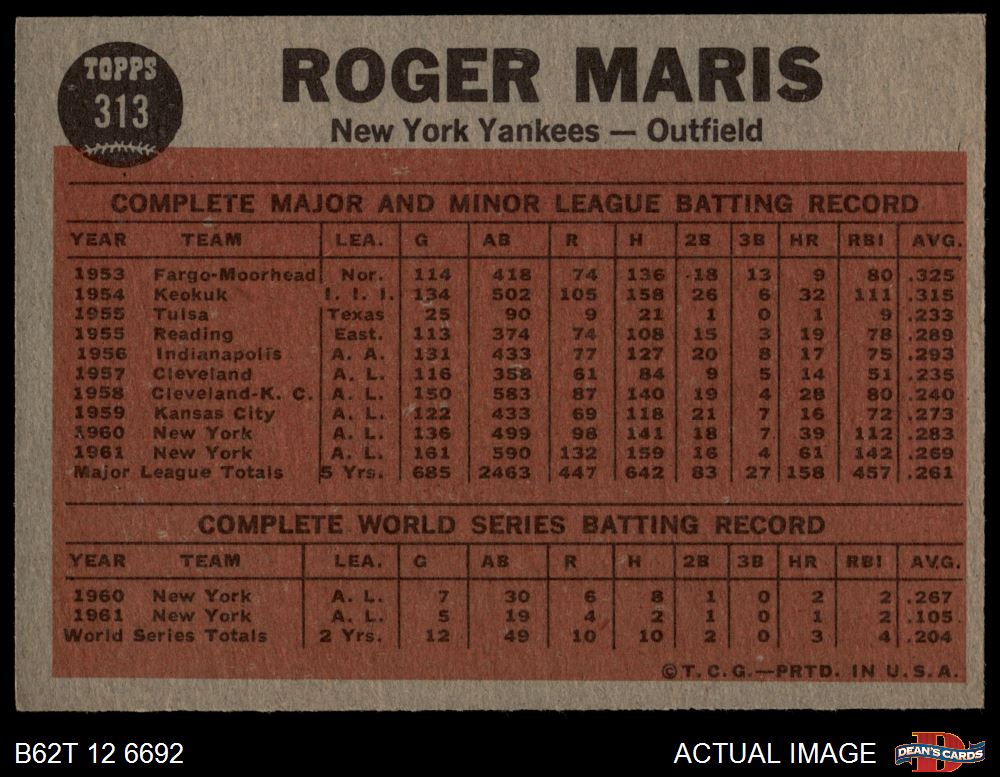 TOPPS
313
ROGER MARIS
New York Yankees — Outfield
COMPLETE MAJOR AND MINOR LEAGUE BATTING RECORD
YEAR TEAM LEA. G AB R H 2B 3B HR RBI AVG.
1953 Fargo-Moorhead Nor. 114 418 74 136 18 13 9 80 .325
1954 Keokuk I. I. I. 134 502 105 158 26 6 32 111 .315
1955 Tulsa Texas 25 90 9 21 1 0 1 9 .233
1955 Reading East. 113 374 74 108 15 3 19 78 .289
1956 Indianapolis A. A. 131 433 77 127 20 8 17 75 .293
1957 Cleveland A. L. 116 358 61 84 9 5 14 51 .235
1958 Cleveland-K. C. A. L. 150 583 87 140 19 4 28 80 .240
1959 Kansas City A. L. 122 433 69 118 21 7 16 72 .273
1960 New York A. L. 136 499 98 141 18 7 39 112 .283
1961 New York A. L. 161 590 132 159 16 4 61 142 .269
Major League Totals 5 Yrs. 685 2463 447 642 83 27 158 457 .261
COMPLETE WORLD SERIES BATTING RECORD
YEAR TEAM LEA. G AB R H 2B 3B HR RBI AVG.
1960 New York A. L. 7 30 6 8 1 0 2 2 .267
1961 New York A. L. 5 19 4 2 1 0 1 2 .105
World Series Totals 2 Yrs. 12 49 10 10 2 0 3 4 .204
©T. C. G.—PRTD. IN U. S. A.
B62T 12 6692
ACTUAL IMAGE
D
DEAN'S CARDS